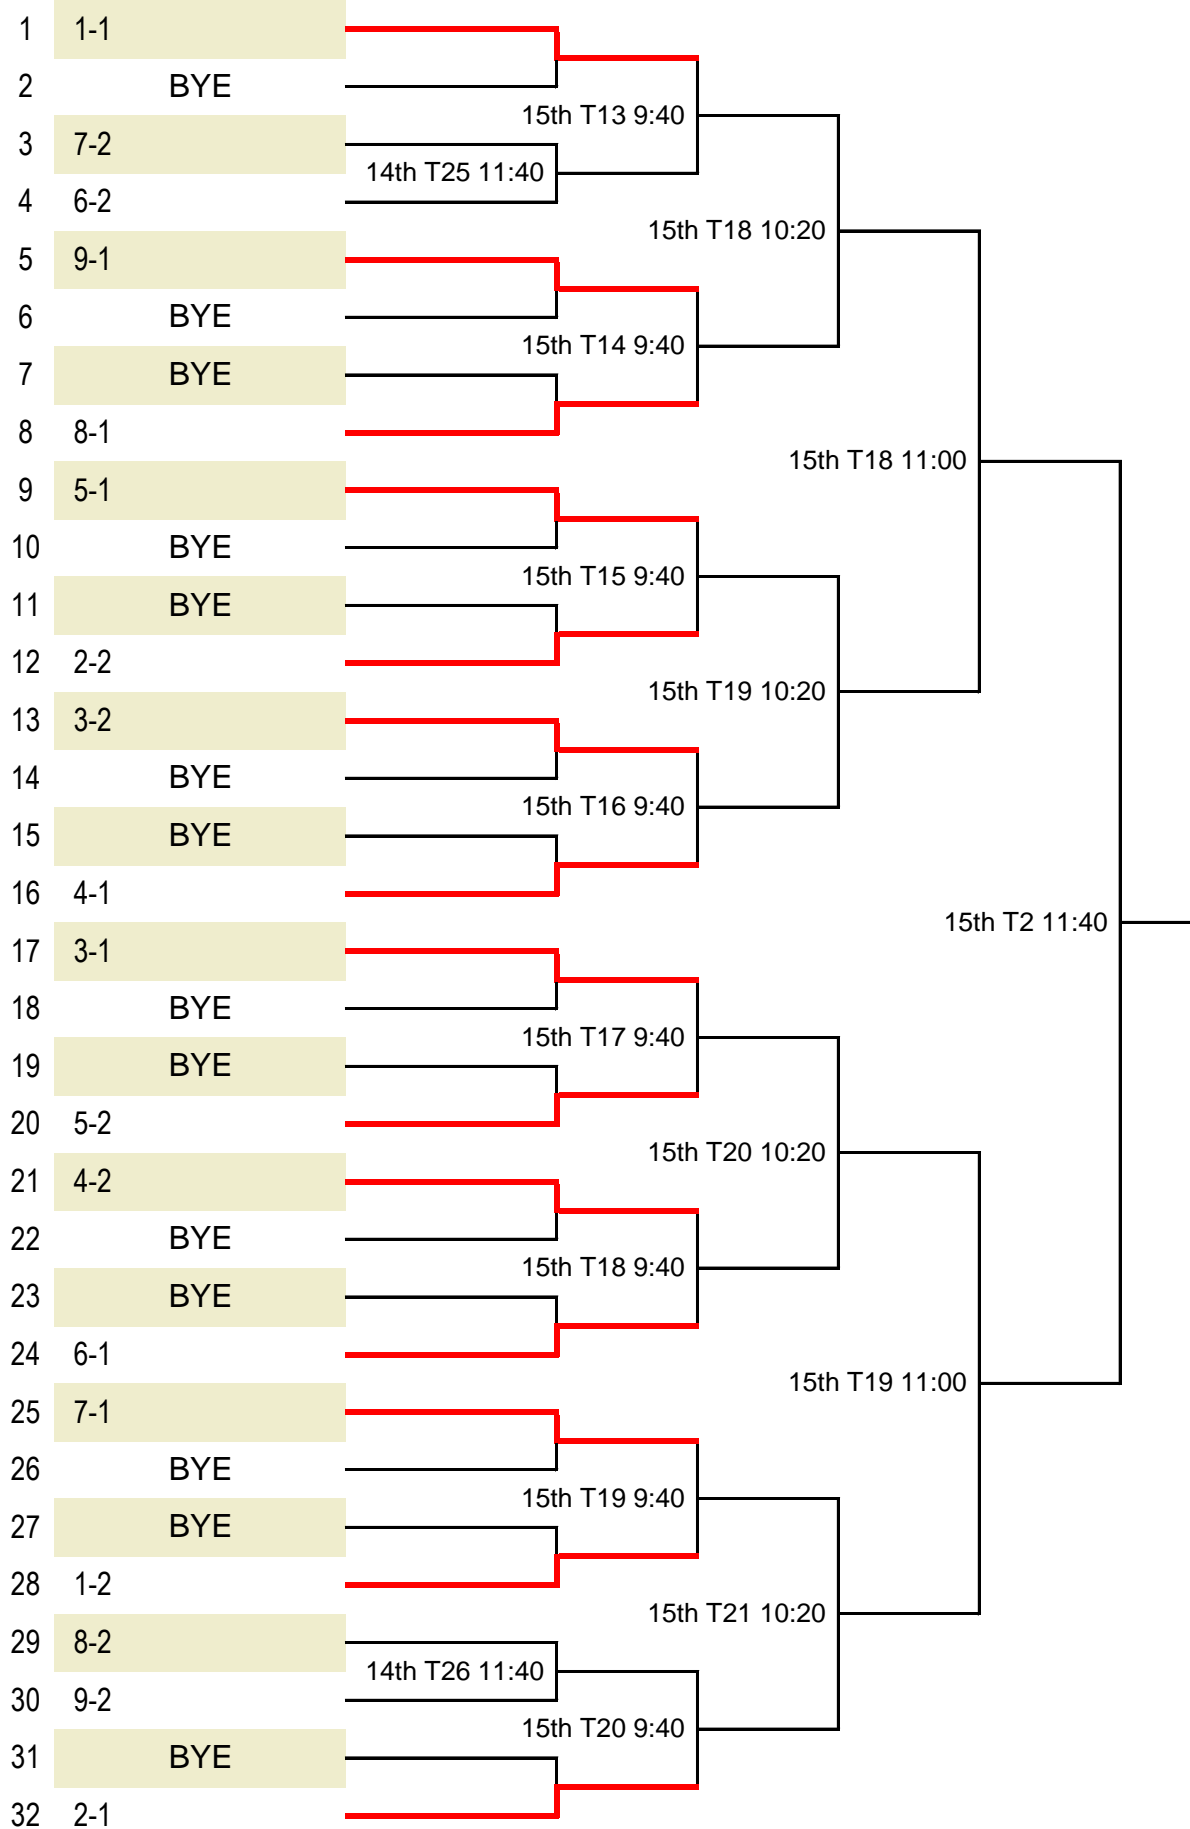 1 1-1
2 BYE
15th T13 9:40
3 7-2
14th T25 11:40
4 6-2
15th T18 10:20
5 9-1
6 BYE
15th T14 9:40
7 BYE
8 8-1
15th T18 11:00
9 5-1
10 BYE
15th T15 9:40
11 BYE
12 2-2
15th T19 10:20
13 3-2
14 BYE
15th T16 9:40
15 BYE
16 4-1
15th T2 11:40
17 3-1
18 BYE
15th T17 9:40
19 BYE
20 5-2
15th T20 10:20
21 4-2
22 BYE
15th T18 9:40
23 BYE
24 6-1
15th T19 11:00
25 7-1
26 BYE
15th T19 9:40
27 BYE
28 1-2
15th T21 10:20
29 8-2
14th T26 11:40
30 9-2
15th T20 9:40
31 BYE
32 2-1